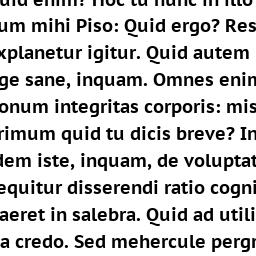 uid enim? Hoc tu nunc in illo
um mihi Piso: Quid ergo? Res
xplanetur igitur. Quid autem
ge sane, inquam. Omnes enin
onum integritas corporis: mis
rimum quid tu dicis breve? In
dem iste, inquam, de voluptat
equitur disserendi ratio cogni
aeret in salebra. Quid ad utili
a credo. Sed mehercule pergr